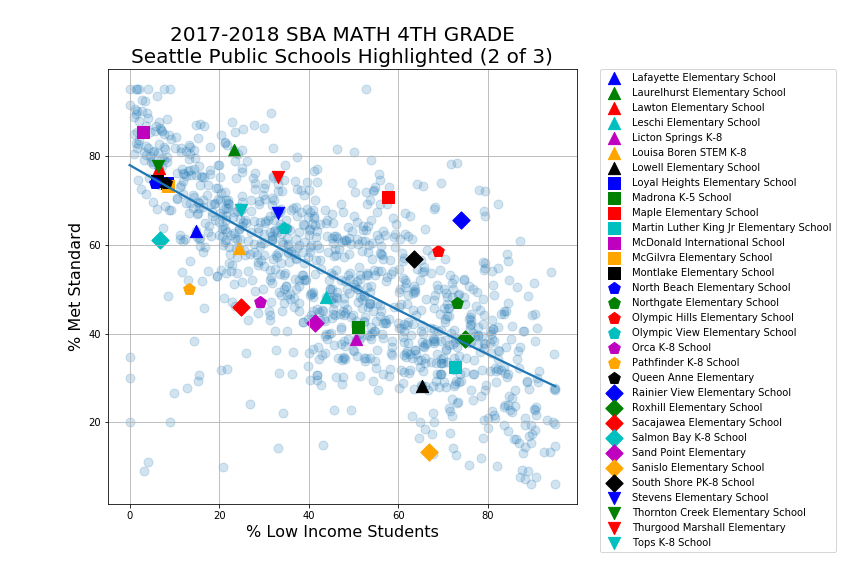 2017-2018 SBA MATH 4TH GRADE
Seattle Public Schools Highlighted (2 of 3)
% Met Standard
80
60
40
20
0
20
40
60
80
% Low Income Students
Lafayette Elementary School
Laurelhurst Elementary School
Lawton Elementary School
Leschi Elementary School
Licton Springs K-8
Louisa Boren STEM K-8
Lowell Elementary School
Loyal Heights Elementary School
Madrona K-5 School
Maple Elementary School
Martin Luther King Jr Elementary School
McDonald International School
McGilvra Elementary School
Montlake Elementary School
North Beach Elementary School
Northgate Elementary School
Olympic Hills Elementary School
Olympic View Elementary School
Orca K-8 School
Pathfinder K-8 School
Queen Anne Elementary
Rainier View Elementary School
Roxhill Elementary School
Sacajawea Elementary School
Salmon Bay K-8 School
Sand Point Elementary
Sanislo Elementary School
South Shore PK-8 School
Stevens Elementary School
Thornton Creek Elementary School
Thurgood Marshall Elementary
Tops K-8 School